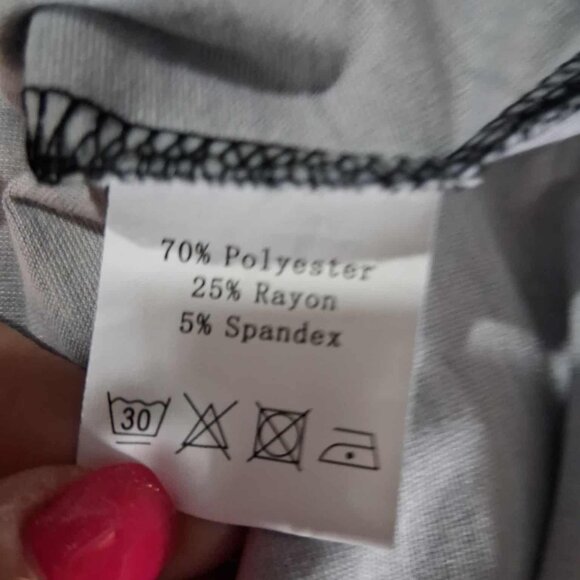 70% Polyester
25% Rayon
5% Spandex
30